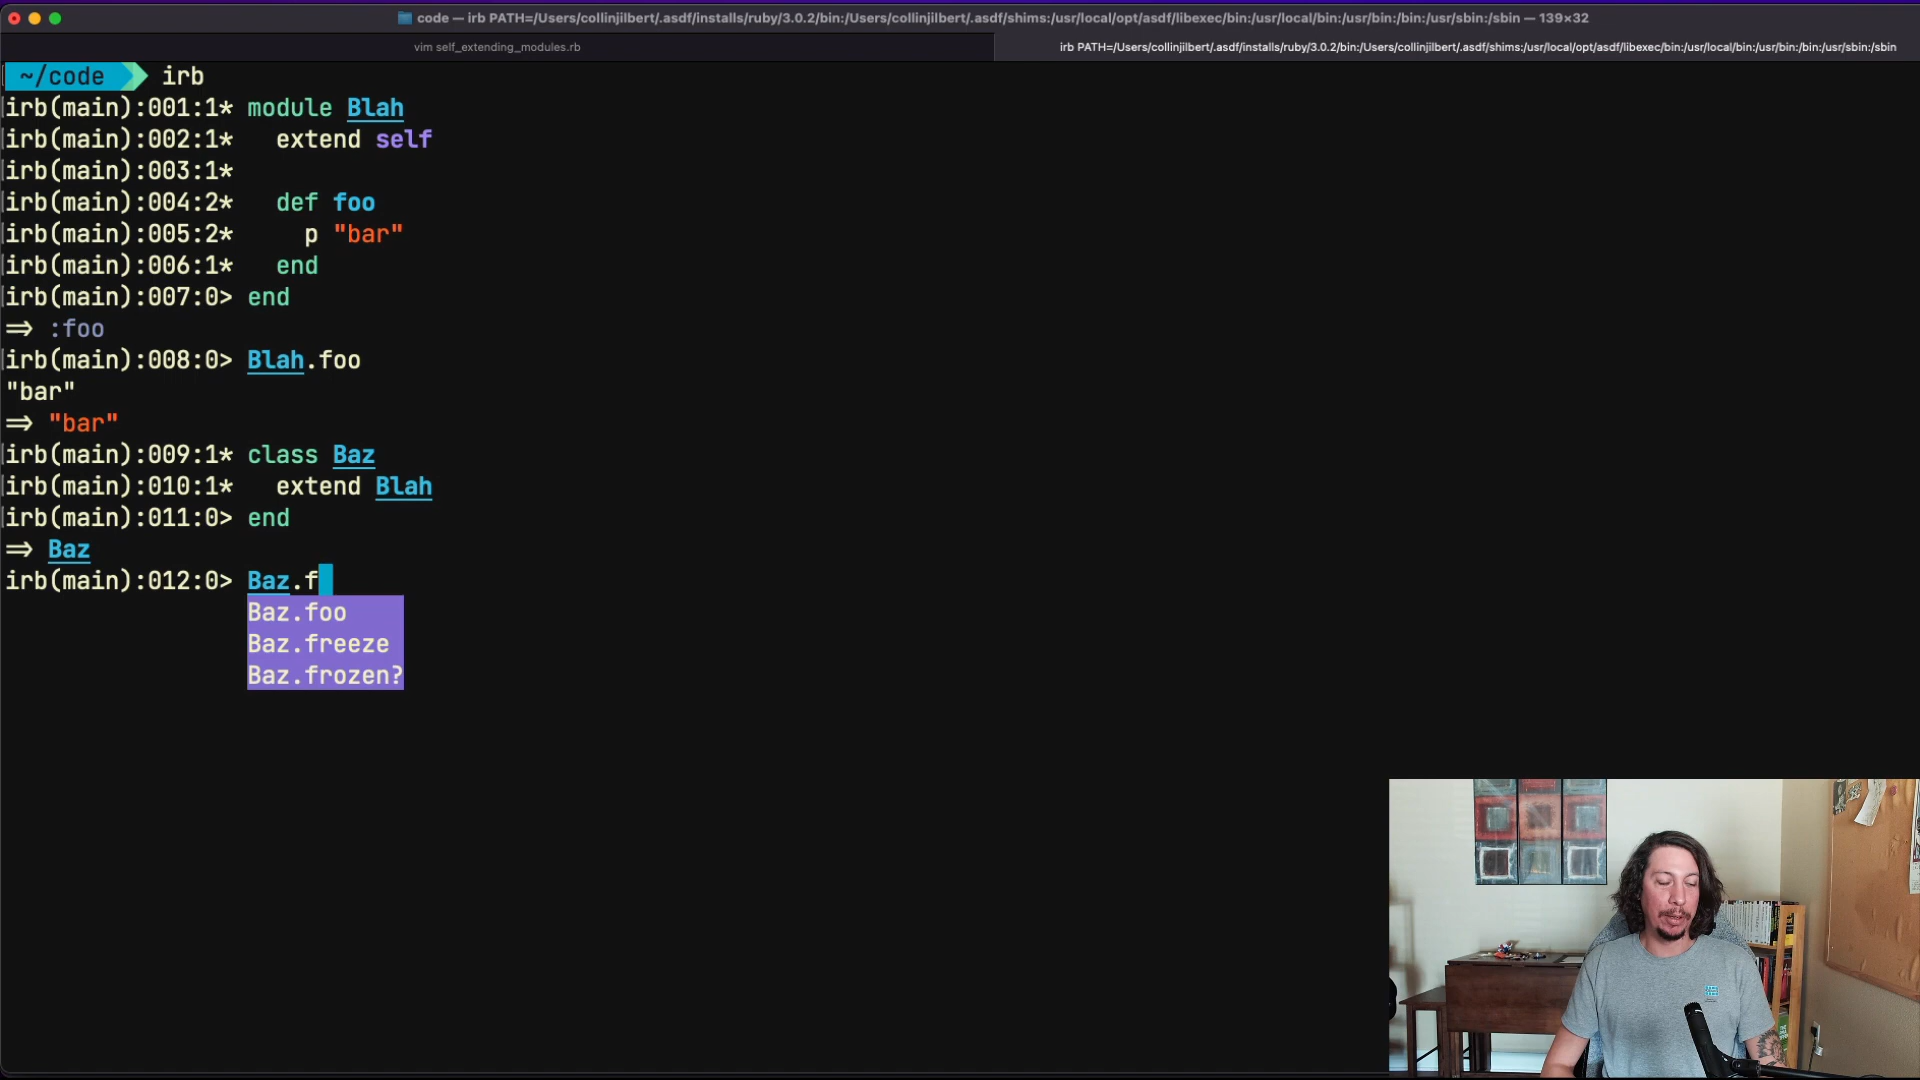 code — irb PATH=/Users/collinjilbert/.asdf/installs/ruby/3.0.2/bin:/Users/collinjilbert/.asdf/shims:/usr/local/opt/asdf/libexec/bin:/usr/local/bin:/usr/bin:/bin:/usr/sbin:/sbin — 139×32
vim self_extending_modules.rb
irb PATH=/Users/collinjilbert/.asdf/installs/ruby/3.0.2/bin:/Users/collinjilbert/.asdf/shims:/usr/local/opt/asdf/libexec/bin:/usr/local/bin:/usr/bin:/bin:/usr/sbin:/sbin
~/code irb
irb(main):001:1* module Blah
irb(main):002:1*   extend self
irb(main):003:1*
irb(main):004:2*   def foo
irb(main):005:2*     p "bar"
irb(main):006:1*   end
irb(main):007:0> end
=> :foo
irb(main):008:0> Blah.foo
"bar"
=> "bar"
irb(main):009:1* class Baz
irb(main):010:1*   extend Blah
irb(main):011:0> end
=> Baz
irb(main):012:0> Baz.f
Baz.foo
Baz.freeze
Baz.frozen?